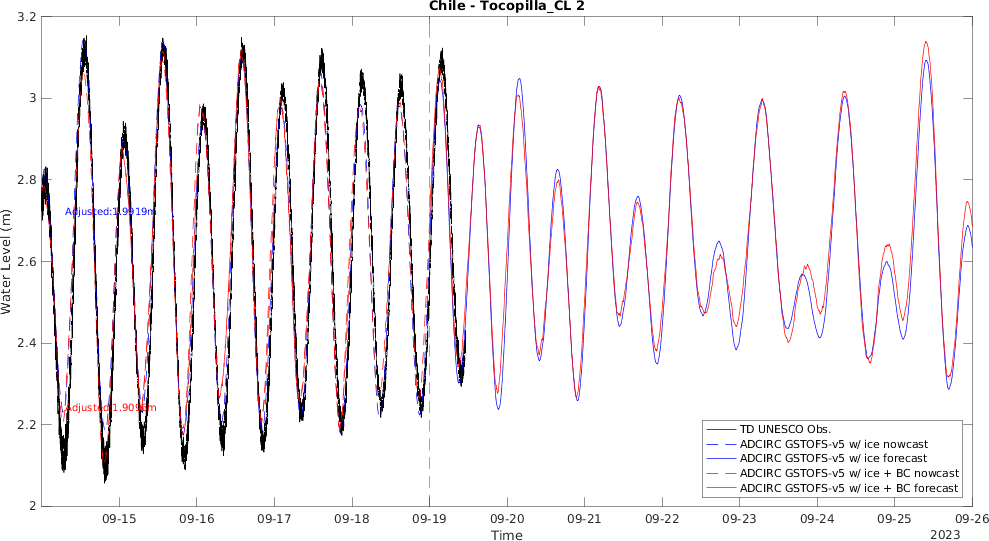 Chile - Tocopilla_CL 2
3.2
3
2.8
2.6
2.4
2.2
2
Water Level (m)
Adjusted:1.9919m
TD UNESCO Obs.
ADCIRC GSTOFS-v5 w/ ice nowcast
ADCIRC GSTOFS-v5 w/ ice forecast
ADCIRC GSTOFS-v5 w/ ice + BC nowcast
ADCIRC GSTOFS-v5 w/ ice + BC forecast
09-15
09-16
09-17
09-18
09-19
09-20
09-21
09-22
09-23
09-24
09-25
09-26
Time
2023